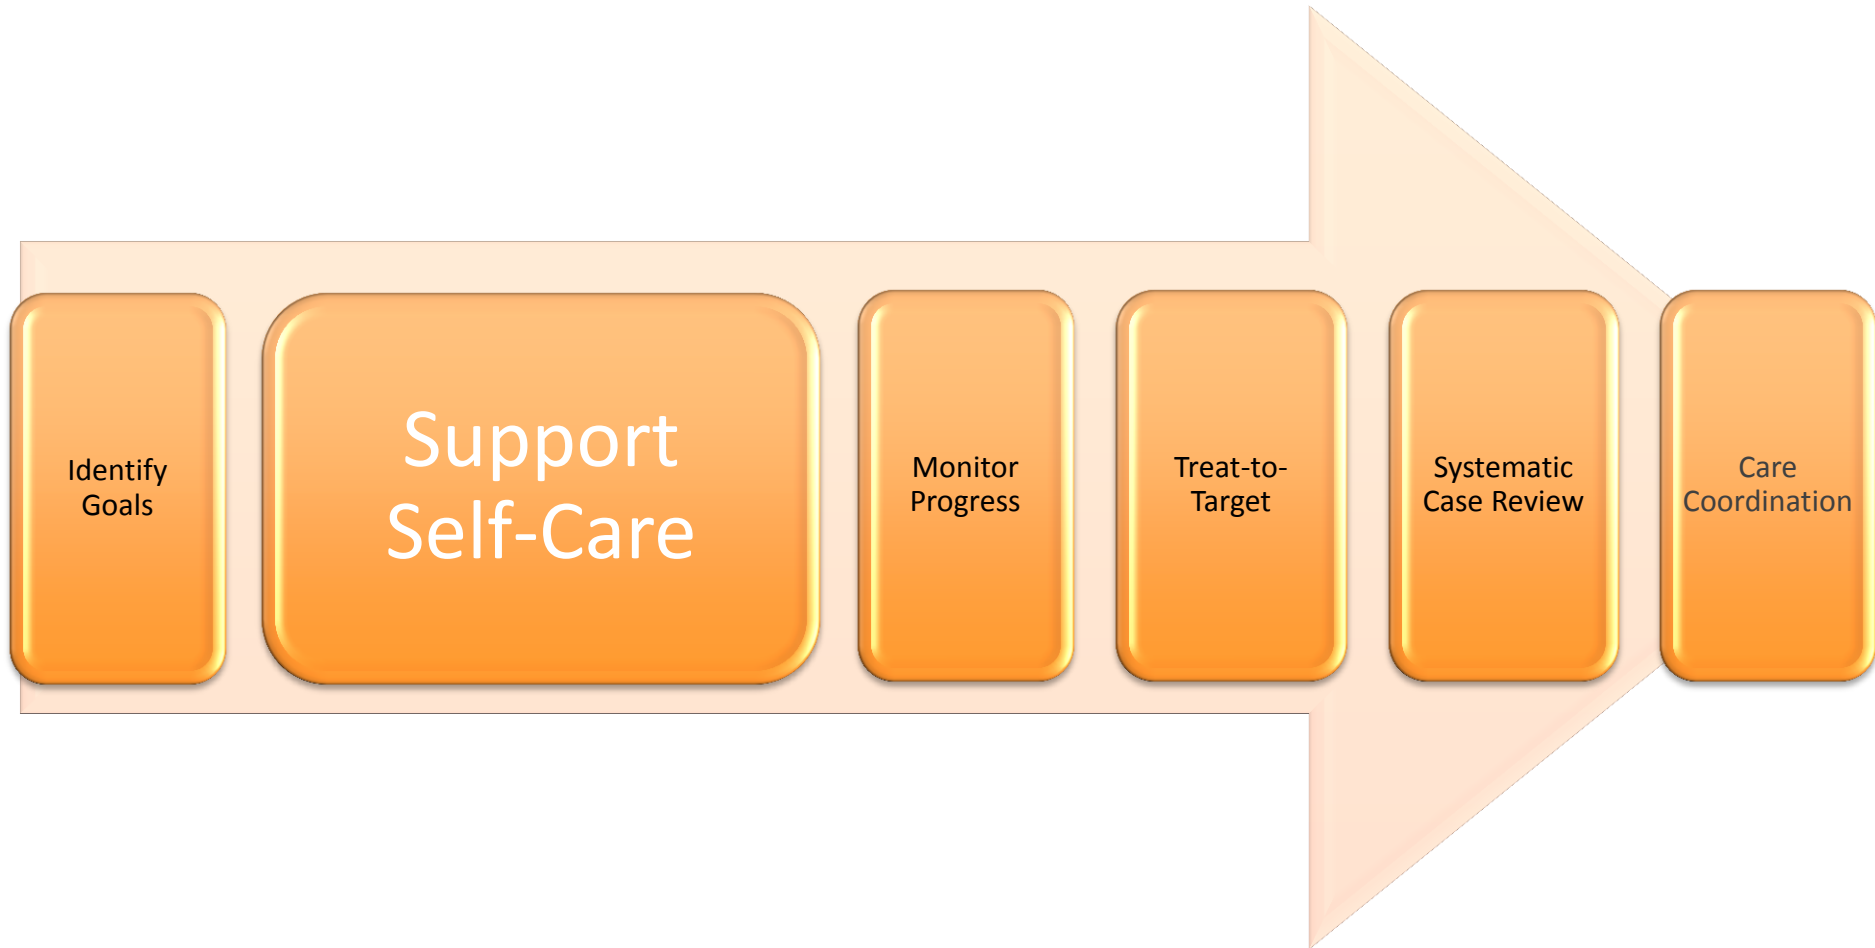 Identify
Goals
Support
Self-Care
Monitor
Progress
Treat-to-
Target
Systematic
Case Review
Care
Coordination